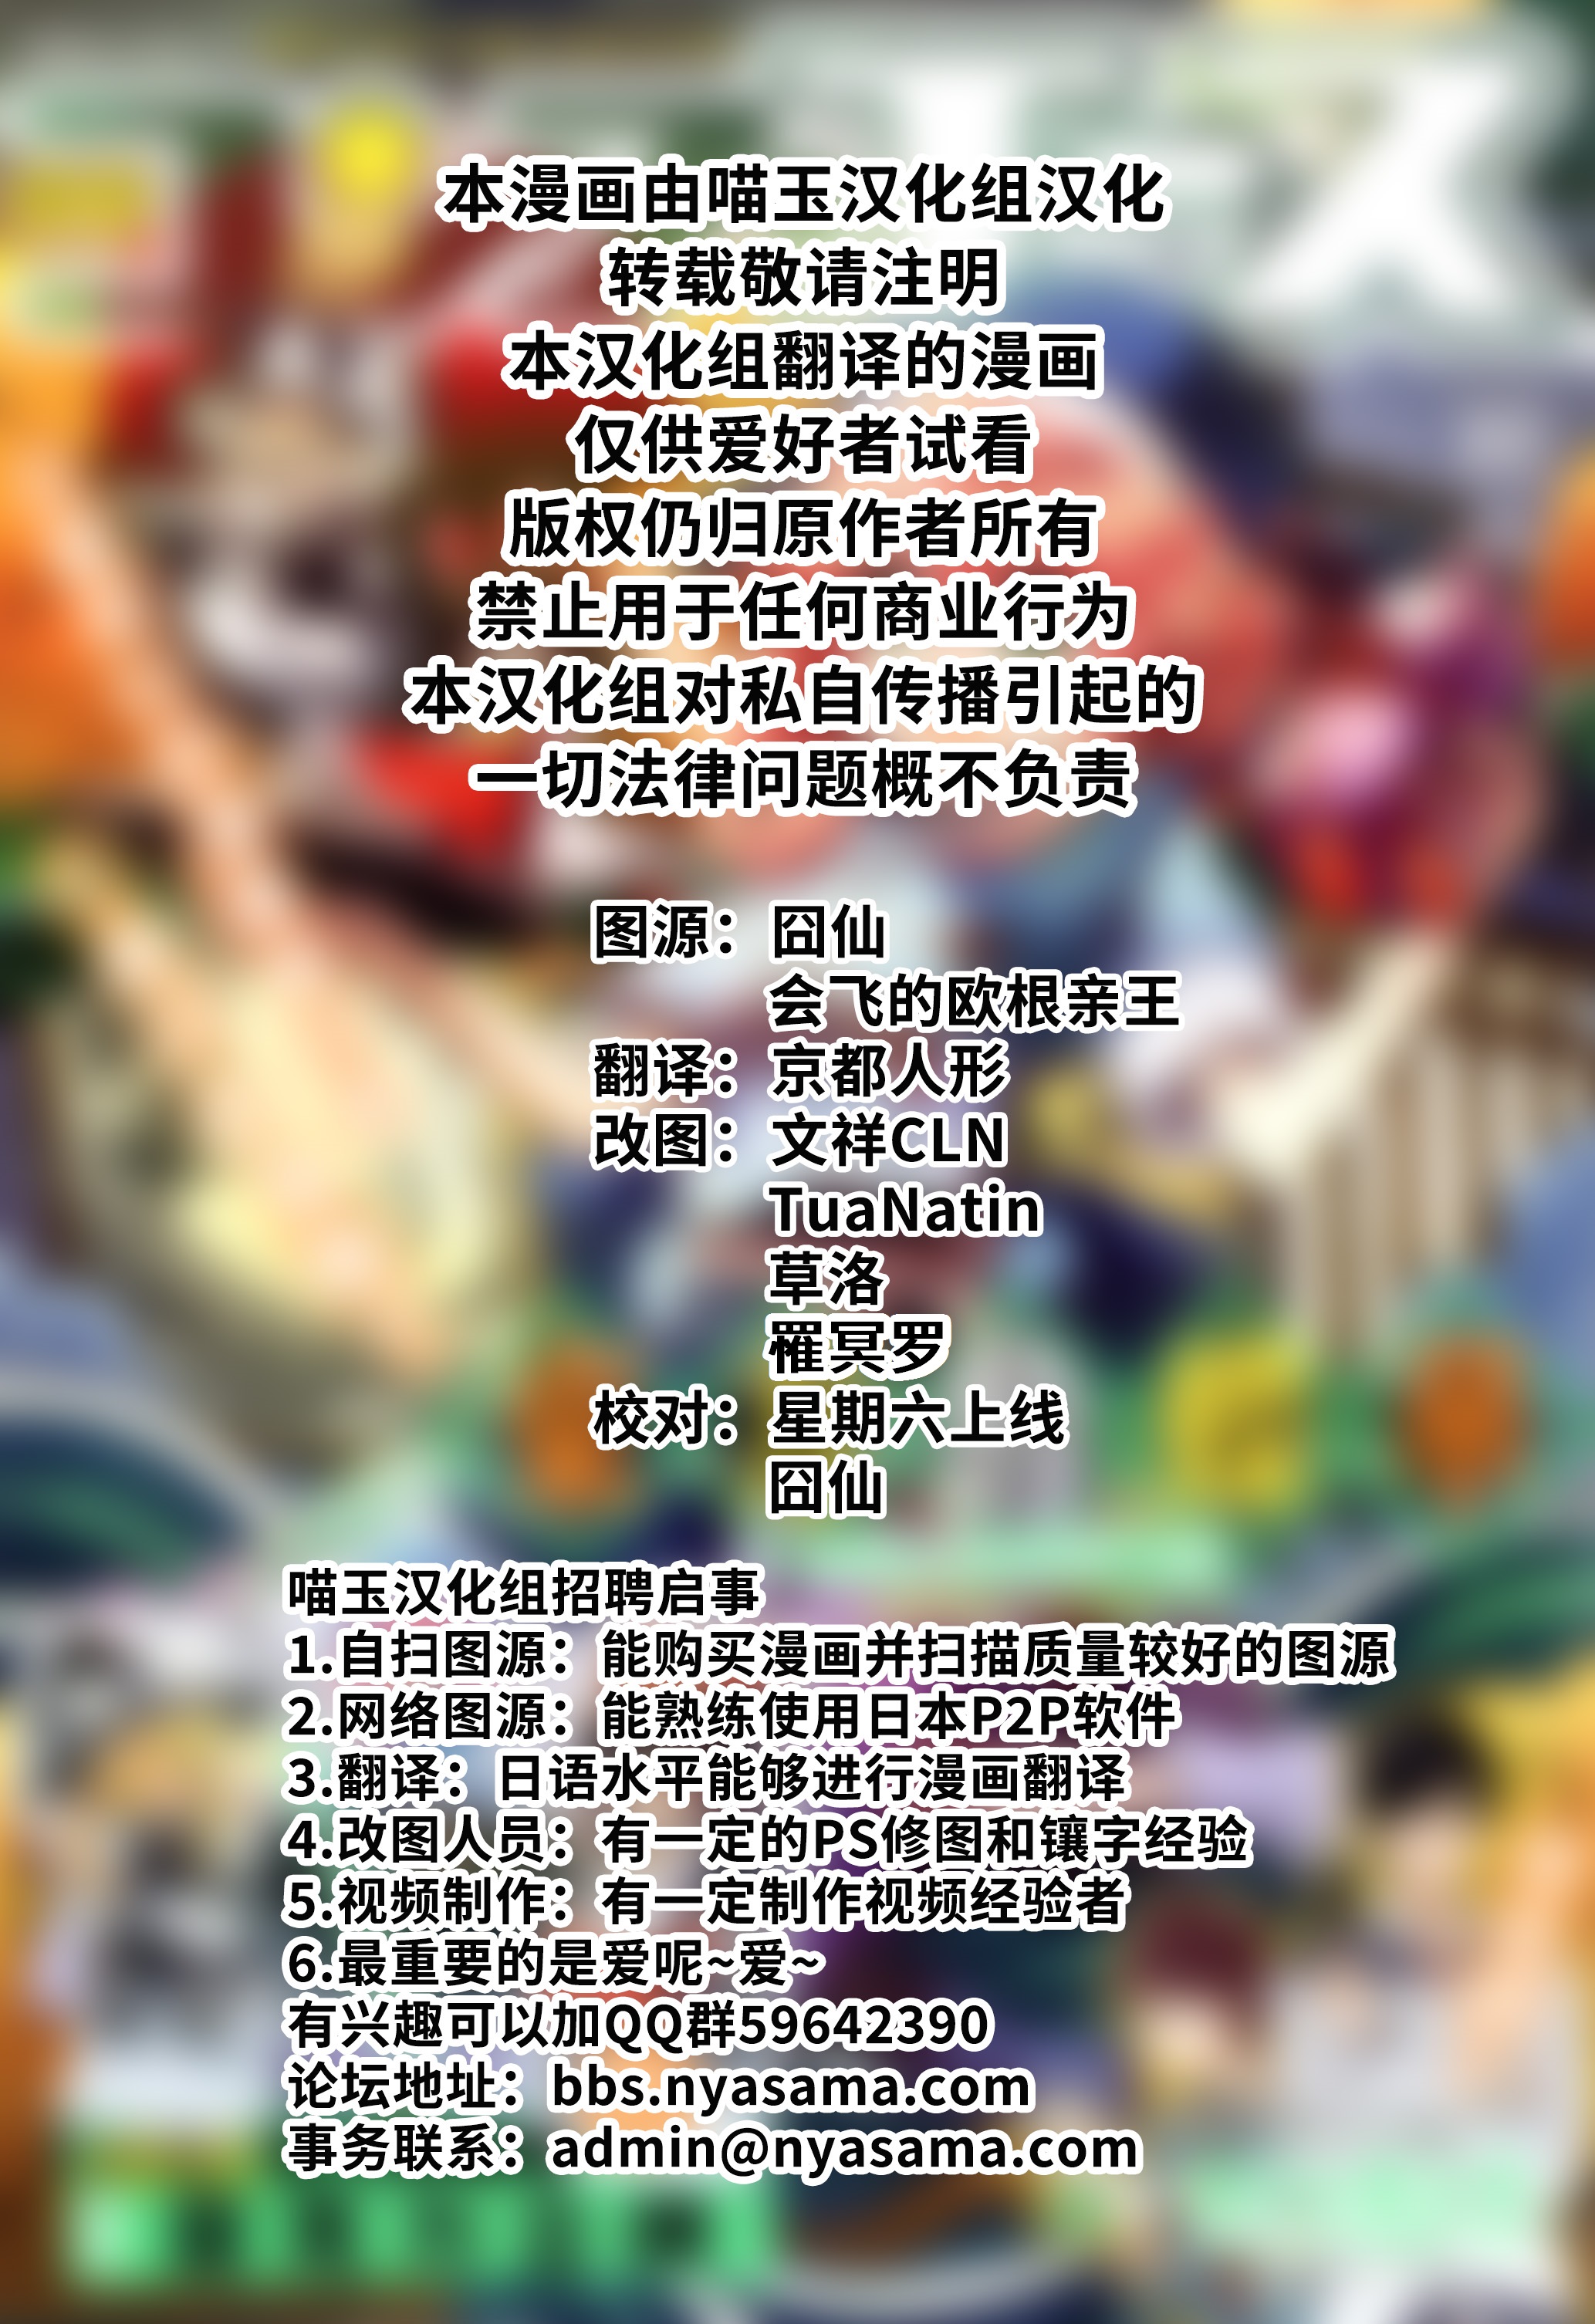 本漫画由喵玉汉化组汉化
转载敬请注明
本汉化组翻译的漫画
仅供爱好者试看
版权仍归原作者所有
禁止用于任何商业行为
本汉化组对私自传播引起的
一切法律问题概不负责
图源：囧仙
会飞的欧根亲王
翻译：京都人形
改图：文祥CLN
TuaNatin
草洛
罹冥罗
校对：星期六上线
囧仙
喵玉汉化组招聘启事
1.自扫图源：能购买漫画并扫描质量较好的图源
2.网络图源：能熟练使用日本P2P软件
3.翻译：日语水平能够进行漫画翻译
4.改图人员：有一定的PS修图和镶字经验
5.视频制作：有一定制作视频经验者
6.最重要的是爱呢~爱~
有兴趣可以加QQ群59642390
论坛地址：bbs.nyasama.com
事务联系：admin@nyasama.com